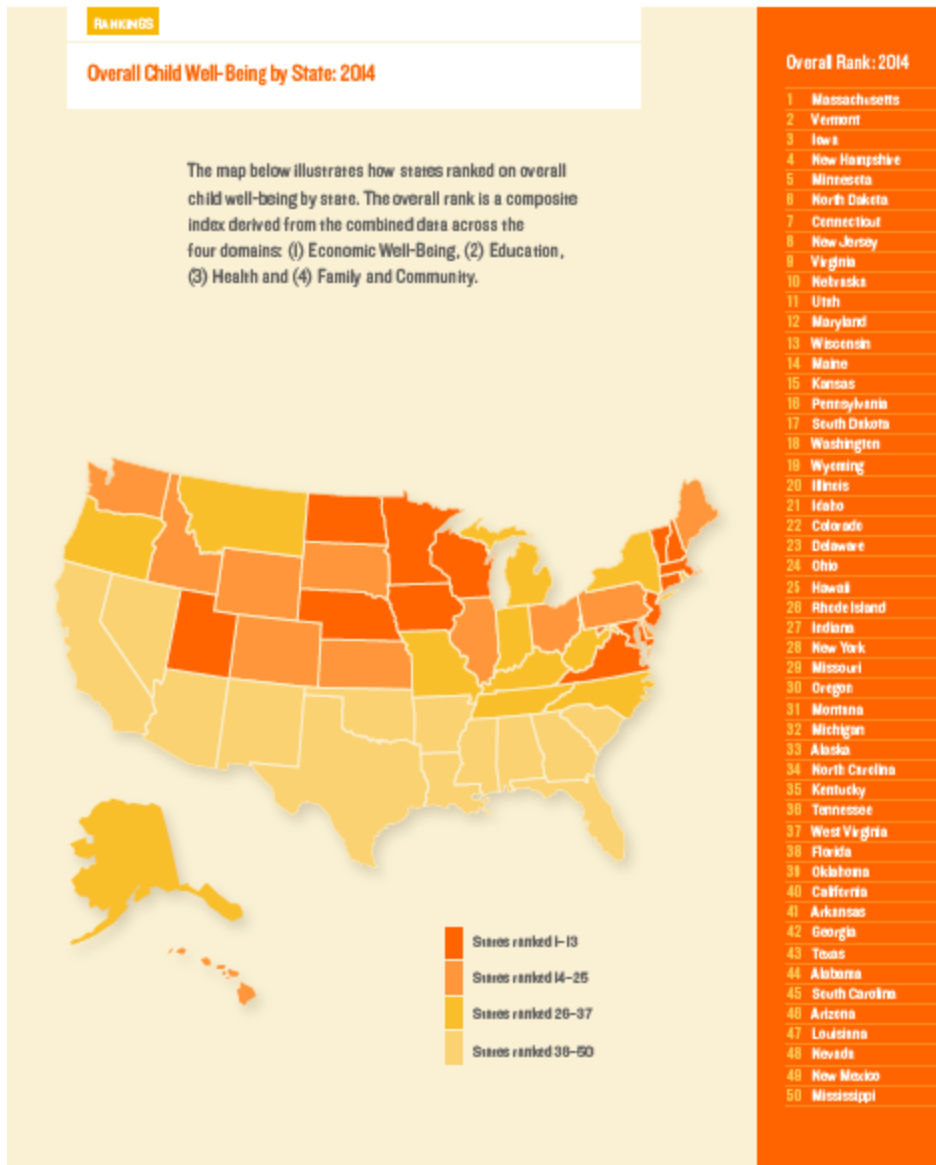 RANKINGS
Overall Child Well-Being by State: 2014
The map below illustrates how states ranked on overall
child well-being by state. The overall rank is a composite
index derived from the combined data across the
four domains: (1) Economic Well-Being, (2) Education,
(3) Health and (4) Family and Community.
States ranked 1–13
States ranked 14–25
States ranked 26–37
States ranked 38–50
Overall Rank: 2014
1 Massachusetts
2 Vermont
3 Iowa
4 New Hampshire
5 Minnesota
6 North Dakota
7 Connecticut
8 New Jersey
9 Virginia
10 Nebraska
11 Utah
12 Maryland
13 Wisconsin
14 Maine
15 Kansas
16 Pennsylvania
17 South Dakota
18 Washington
19 Wyoming
20 Illinois
21 Idaho
22 Colorado
23 Delaware
24 Ohio
25 Hawaii
26 Rhode Island
27 Indiana
28 New York
29 Missouri
30 Oregon
31 Montana
32 Michigan
33 Alaska
34 North Carolina
35 Kentucky
36 Tennessee
37 West Virginia
38 Florida
39 Oklahoma
40 California
41 Arkansas
42 Georgia
43 Texas
44 Alabama
45 South Carolina
46 Arizona
47 Louisiana
48 Nevada
49 New Mexico
50 Mississippi